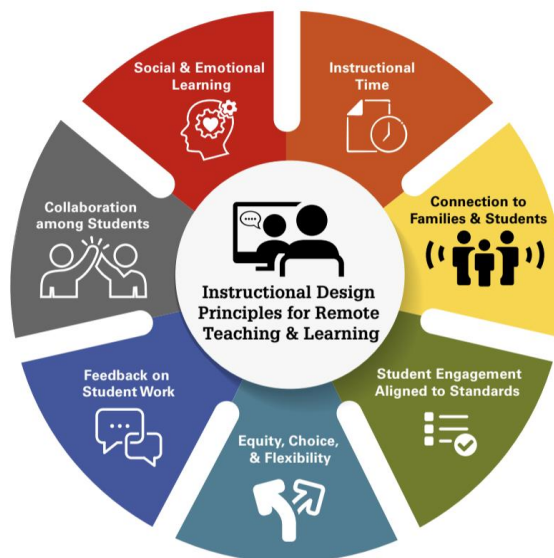 Social & Emotional
Learning
Instructional
Time
Connection to
Families & Students
Student Engagement
Aligned to Standards
Equity, Choice,
& Flexibility
Feedback on
Student Work
Collaboration
among Students
Instructional Design
Principles for Remote
Teaching & Learning